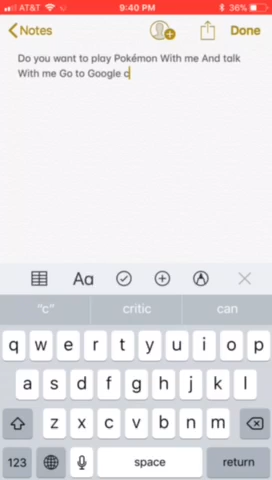 AT&T 9:40 PM 36%
Notes Done
Do you want to play Pokémon With me And talk
With me Go to Google c
Aa
"c" critic can
q w e r t y u i o p
a s d f g h j k l
z x c v b n m
123 space return